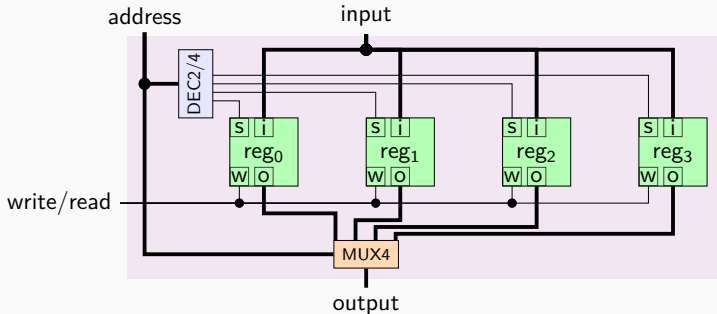 address
input
DEC2/4
s i s i s i s i
reg0 reg1 reg2 reg3
w o w o w o w o
write/read
MUX4
output